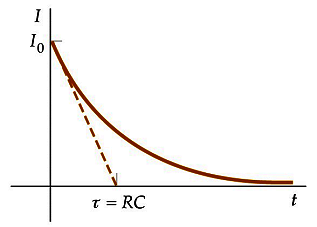 I
I₀
τ = RC
t